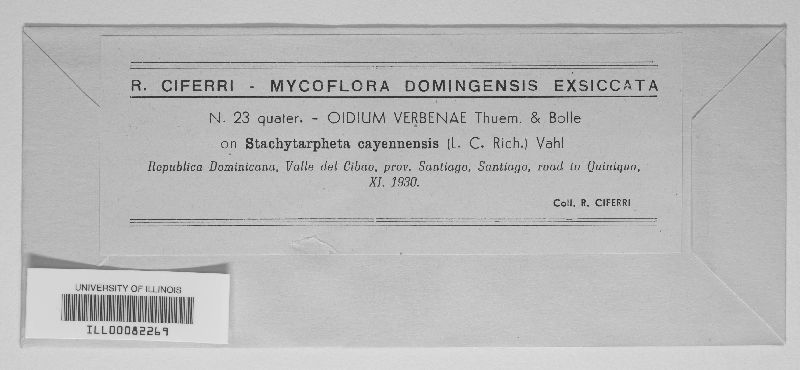 R. CIFERRI - MYCOFLORA DOMINGENSIS EXSICCATA
N. 23 quater. - OIDIUM VERBENAE Thuem. & Bolle
on Stachytarpheta cayennensis (L. C. Rich.) Vahl
Republica Dominicana, Valle del Cibao, prov. Santiago, Santiago, road to Quinigua,
XI. 1930.
Coll. R. CIFERRI
UNIVERSITY OF ILLINOIS
ILL00082269